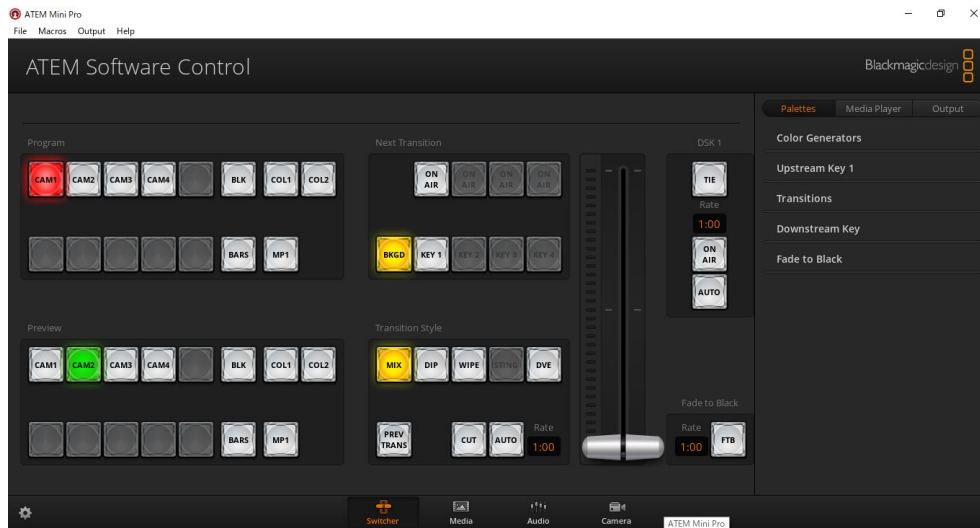 ATEM Mini Pro
File Macros Output Help
ATEM Software Control
Blackmagicdesign
Palettes Media Player Output
Color Generators
Upstream Key 1
Transitions
Downstream Key
Fade to Black
Program
CAM1 CAM2 CAM3 CAM4 BLK COL1 COL2
BARS MP1
Next Transition
ON AIR ON AIR ON AIR ON AIR
BKGD KEY 1 KEY 2 KEY 3 KEY 4
DSK 1
TIE
Rate
1:00
ON AIR
AUTO
Preview
CAM1 CAM2 CAM3 CAM4 BLK COL1 COL2
BARS MP1
Transition Style
MIX DIP WIPE STING DVE
PREV TRANS CUT AUTO Rate 1:00
Fade to Black
Rate
1:00 FTB
Switcher Media Audio Camera
ATEM Mini Pro